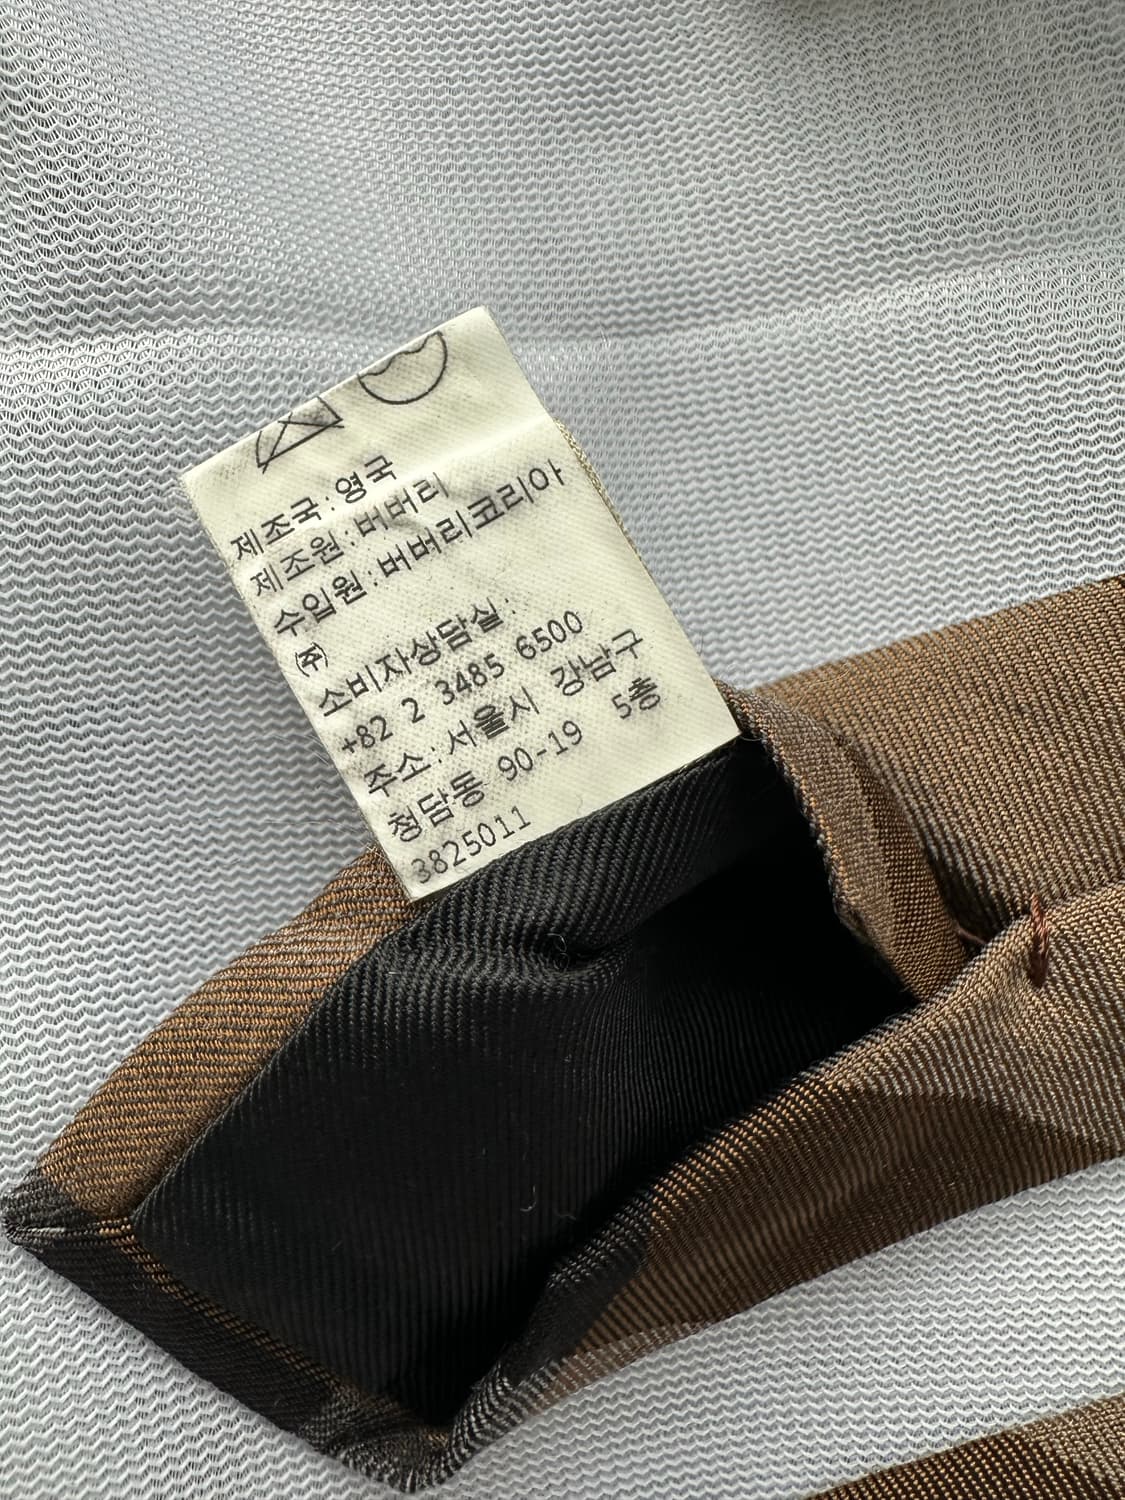 제조국:영국
제조원:버버리
수입원:버버리코리아
(주)
소비자상담실:
+82 2 3485 6500
주소:서울시 강남구
청담동 90-19 5층
3825011